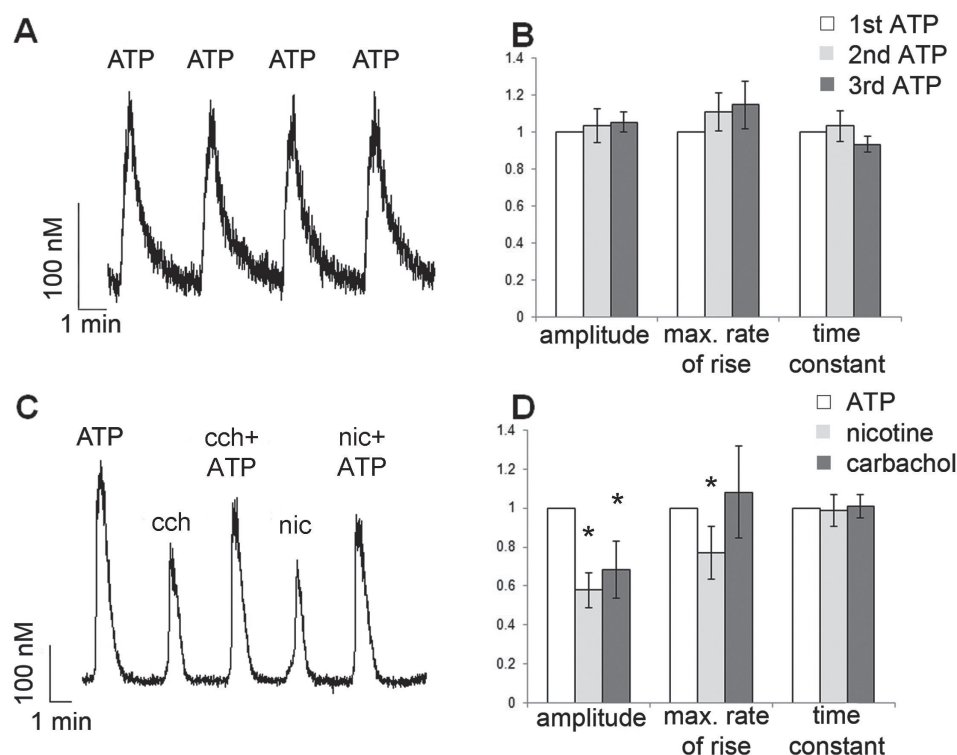 A
ATP ATP ATP ATP
100 nM
1 min
B
1st ATP
2nd ATP
3rd ATP
1.4
1.2
1
0.8
0.6
0.4
0.2
0
amplitude max. rate time
of rise constant
C
ATP cch+ nic+
ATP ATP
cch nic
100 nM
1 min
D
ATP
nicotine
carbachol
1.4
1.2
1
0.8
0.6
0.4
0.2
0
* * *
amplitude max. rate time
of rise constant